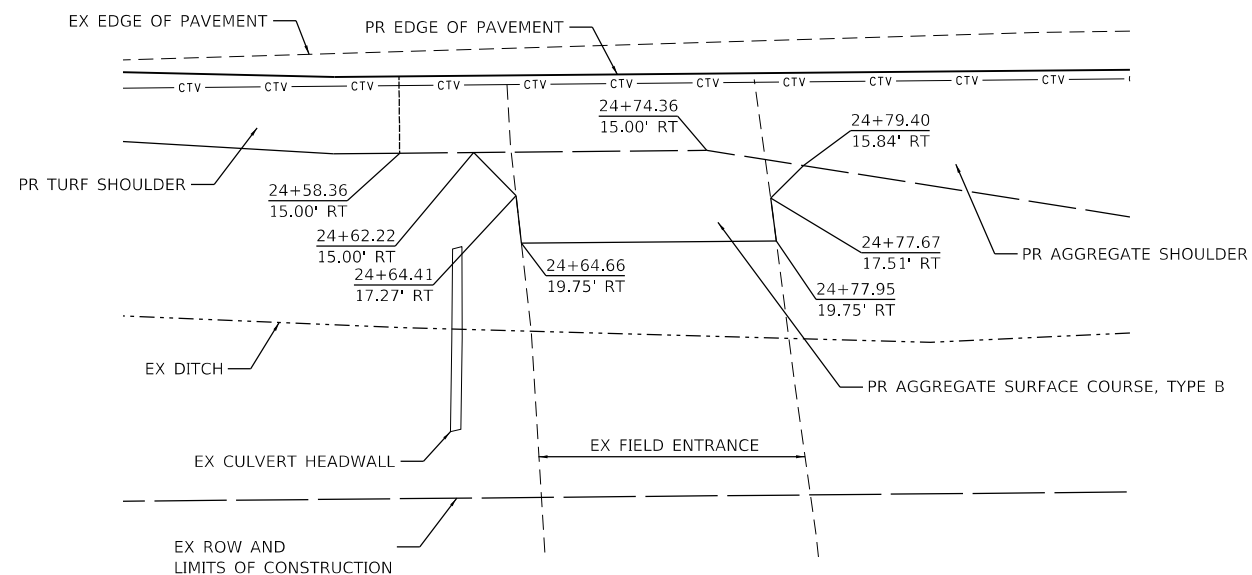 EX EDGE OF PAVEMENT
PR EDGE OF PAVEMENT
CTV CTV CTV CTV CTV CTV CTV CTV CTV CTV CTV
24+74.36
15.00' RT
24+79.40
15.84' RT
PR TURF SHOULDER
24+58.36
15.00' RT
24+62.22
15.00' RT
24+64.41
17.27' RT
24+64.66
19.75' RT
24+77.67
17.51' RT
24+77.95
19.75' RT
PR AGGREGATE SHOULDER
EX DITCH
PR AGGREGATE SURFACE COURSE, TYPE B
EX FIELD ENTRANCE
EX CULVERT HEADWALL
EX ROW AND
LIMITS OF CONSTRUCTION